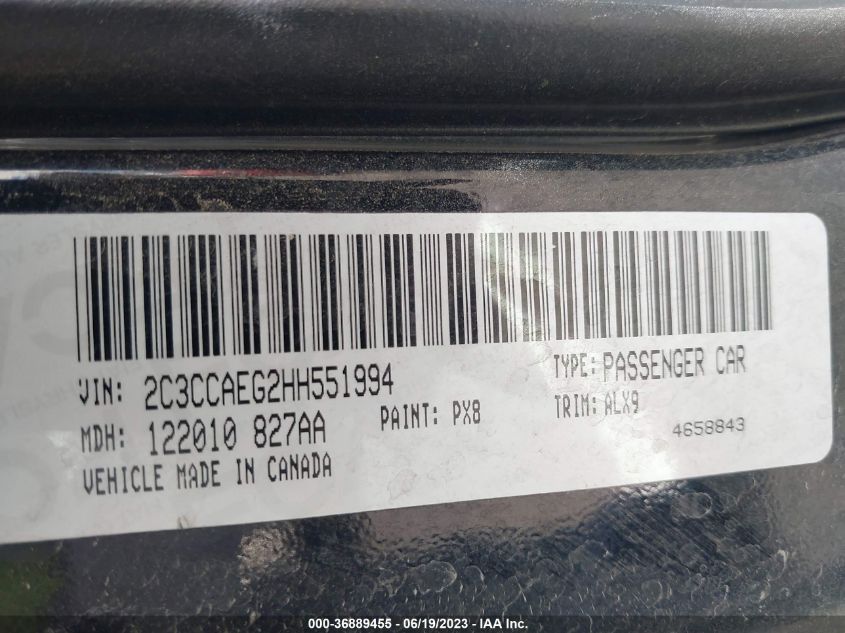 VIN: 2C3CCAEG2HH551994
TYPE: PASSENGER CAR
MDH: 122010 827AA
PAINT: PX8
TRIM: ALX9
4658843
VEHICLE MADE IN CANADA
000-36889455 - 06/19/2023 - IAA Inc.